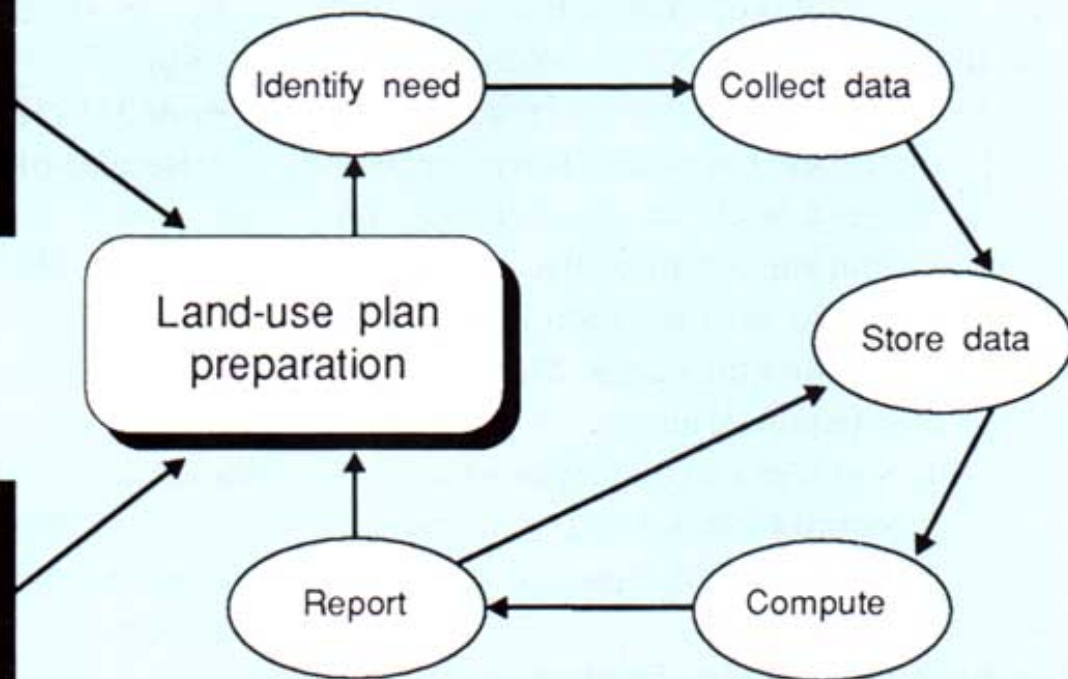 Identify need
Collect data
Land-use plan
preparation
Store data
Report
Compute